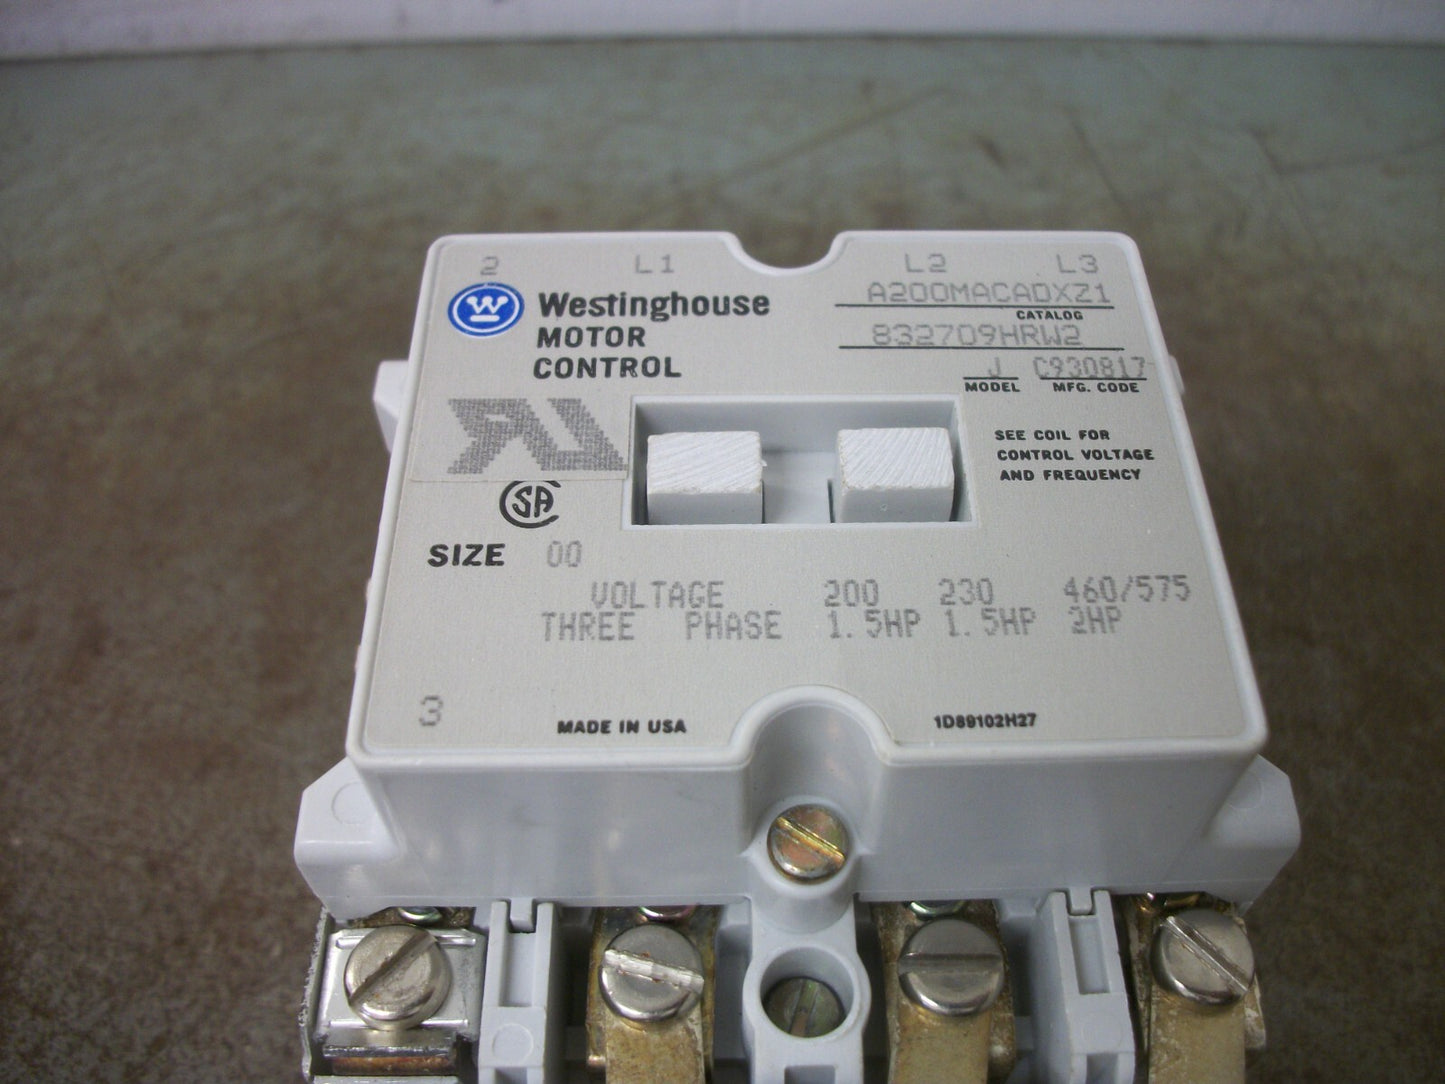 2 L1 L2 L3
W Westinghouse
MOTOR
CONTROL
A200MACADXZ1
CATALOG
832709HRW2
J C930817
MODEL MFG. CODE
SEE COIL FOR
CONTROL VOLTAGE
AND FREQUENCY
RU
CSA
SIZE 00
VOLTAGE 200 230 460/575
THREE PHASE 1.5HP 1.5HP 2HP
3
MADE IN USA 1D89102H27